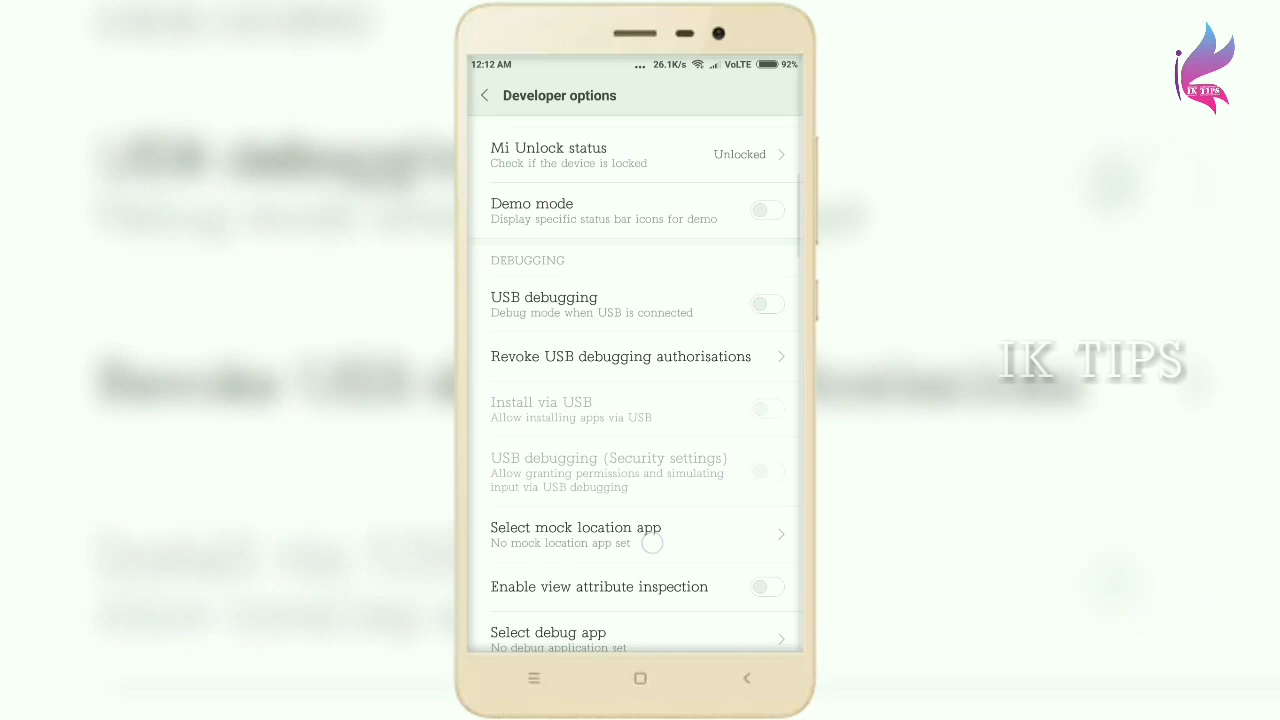 12:12 AM ... 26.1K/s VoLTE 92%
Developer options
Mi Unlock status
Check if the device is locked
Unlocked
Demo mode
Display specific status bar icons for demo
DEBUGGING
USB debugging
Debug mode when USB is connected
Revoke USB debugging authorisations
Install via USB
Allow installing apps via USB
USB debugging (Security settings)
Allow granting permissions and simulating
input via USB debugging
Select mock location app
No mock location app set
Enable view attribute inspection
Select debug app
No debug application set
IK TIPS
IK TIPS